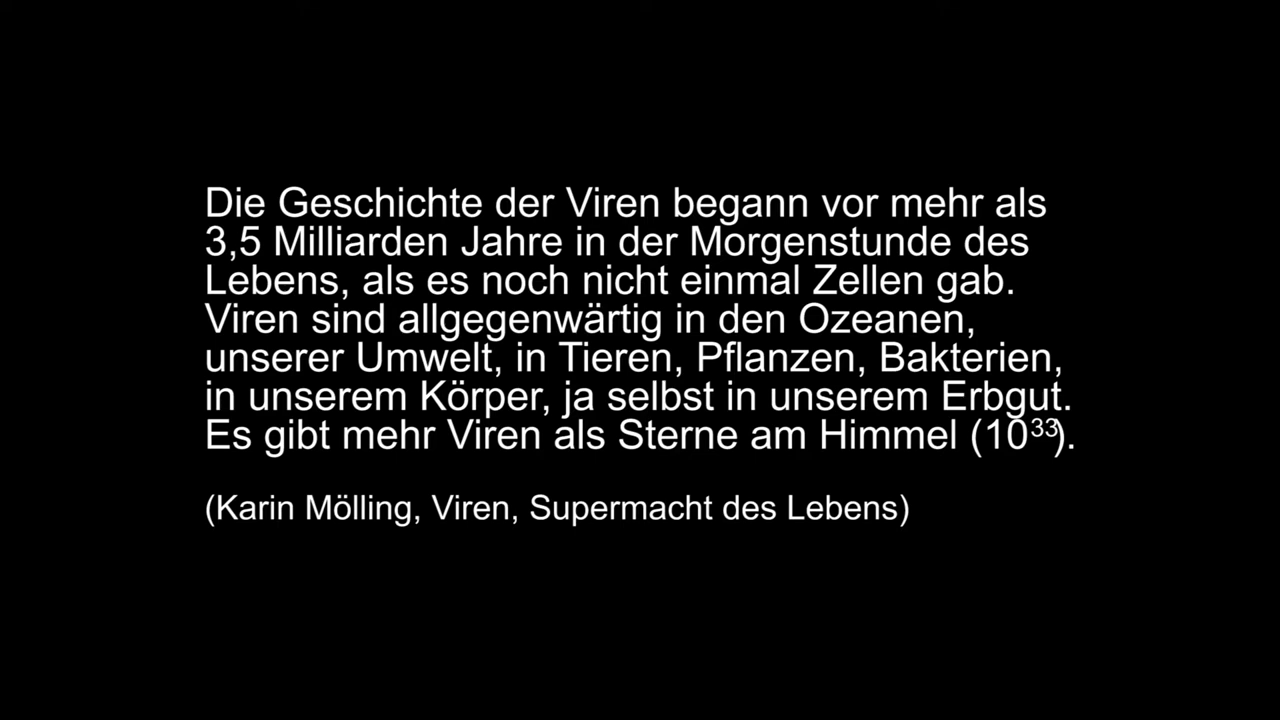 Die Geschichte der Viren begann vor mehr als
3,5 Milliarden Jahre in der Morgenstunde des
Lebens, als es noch nicht einmal Zellen gab.
Viren sind allgegenwärtig in den Ozeanen,
unserer Umwelt, in Tieren, Pflanzen, Bakterien,
in unserem Körper, ja selbst in unserem Erbgut.
Es gibt mehr Viren als Sterne am Himmel (10³³).
(Karin Mölling, Viren, Supermacht des Lebens)